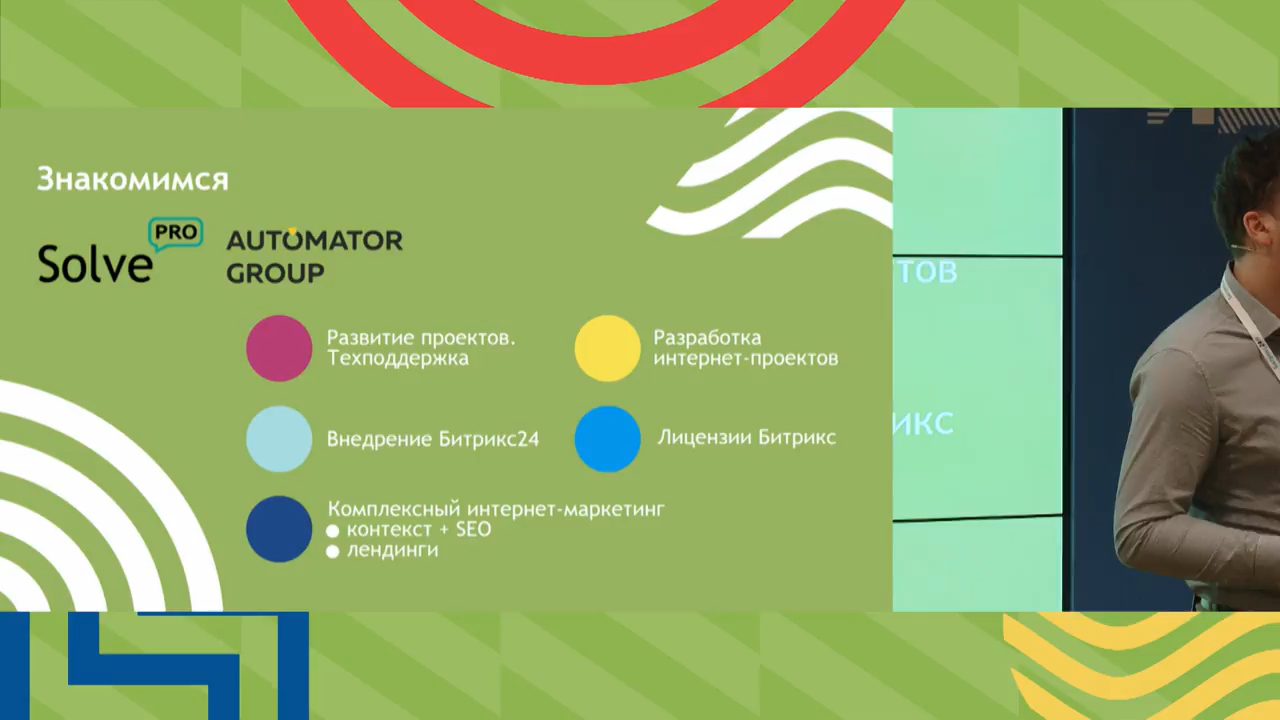 Знакомимся
Solve PRO
AUTOMATOR
GROUP
Развитие проектов.
Техподдержка
Разработка
интернет-проектов
Внедрение Битрикс24
Лицензии Битрикс
Комплексный интернет-маркетинг
контекст + SEO
лендинги
ТОВ
ИКС